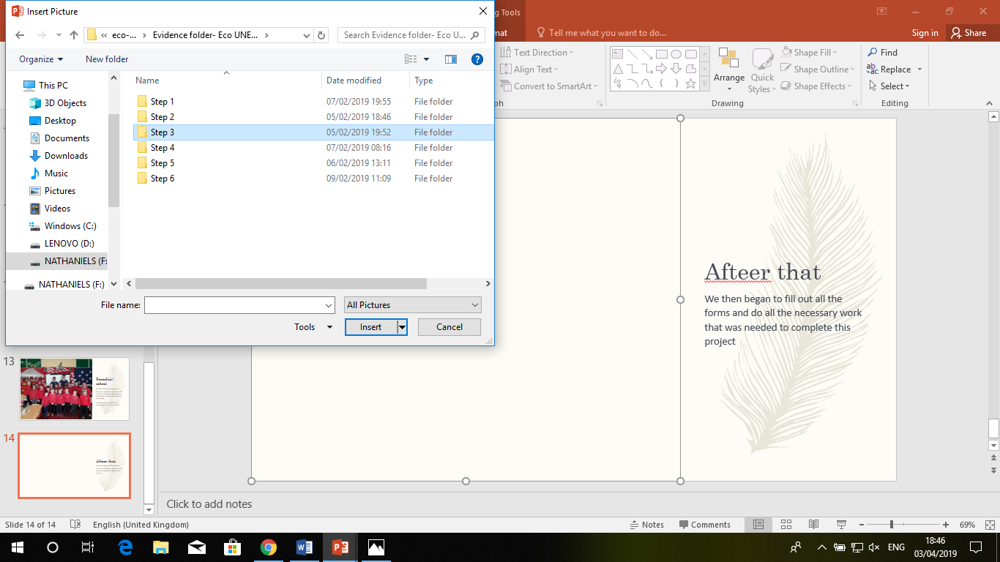 Insert Picture
ng Tools
« eco-... › Evidence folder- Eco UNE... ›
Search Evidence folder- Eco U...
mat
Tell me what you want to do...
Sign in
Share
Organize
New folder
Text Direction
Align Text
Convert to SmartArt
ph
Arrange
Quick
Styles
Shape Fill
Shape Outline
Shape Effects
Drawing
Find
Replace
Select
Editing
Name
Date modified
Type
This PC
3D Objects
Desktop
Documents
Downloads
Music
Pictures
Videos
Windows (C:)
LENOVO (D:)
NATHANIELS (F:
NATHANIELS (F:)
Step 1 07/02/2019 19:55 File folder
Step 2 05/02/2019 18:46 File folder
Step 3 05/02/2019 19:52 File folder
Step 4 07/02/2019 08:16 File folder
Step 5 06/02/2019 13:11 File folder
Step 6 09/02/2019 11:09 File folder
File name:
All Pictures
Tools
Insert
Cancel
Afteer that
We then began to fill out all the
forms and do all the necessary work
that was needed to complete this
project
13
Parochial
school
14
Afteer that
Click to add notes
Slide 14 of 14
English (United Kingdom)
Notes
Comments
69%
ENG
18:46
03/04/2019